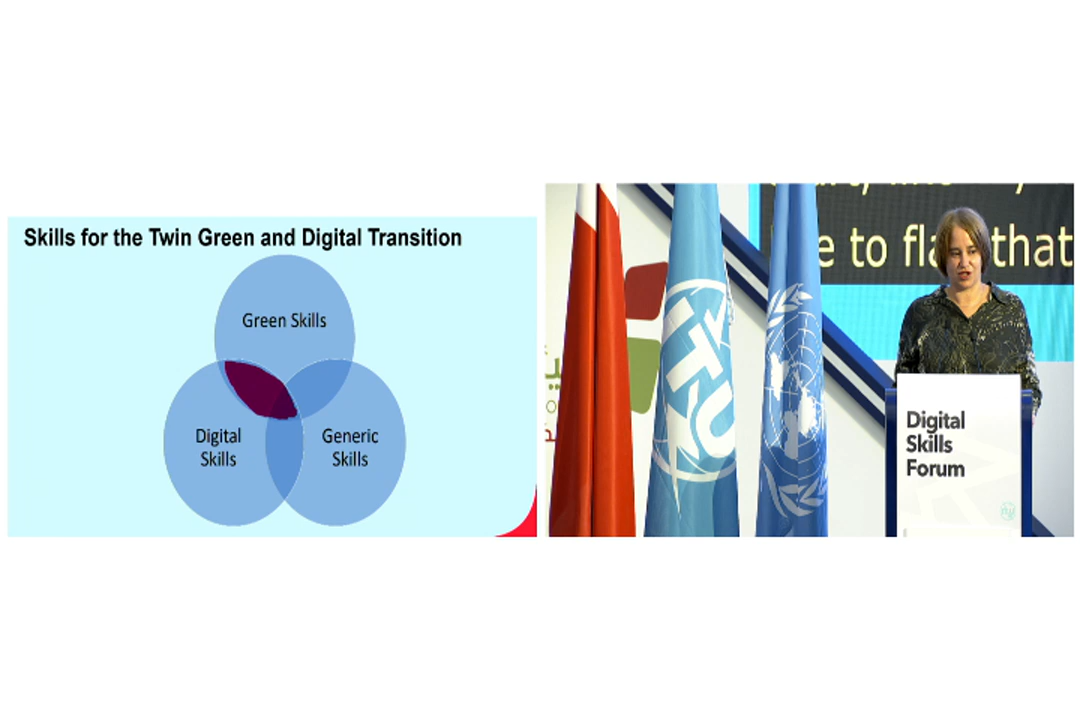 Skills for the Twin Green and Digital Transition
Green Skills
Digital
Skills
Generic
Skills
to
that
ITU
Digital
Skills
Forum